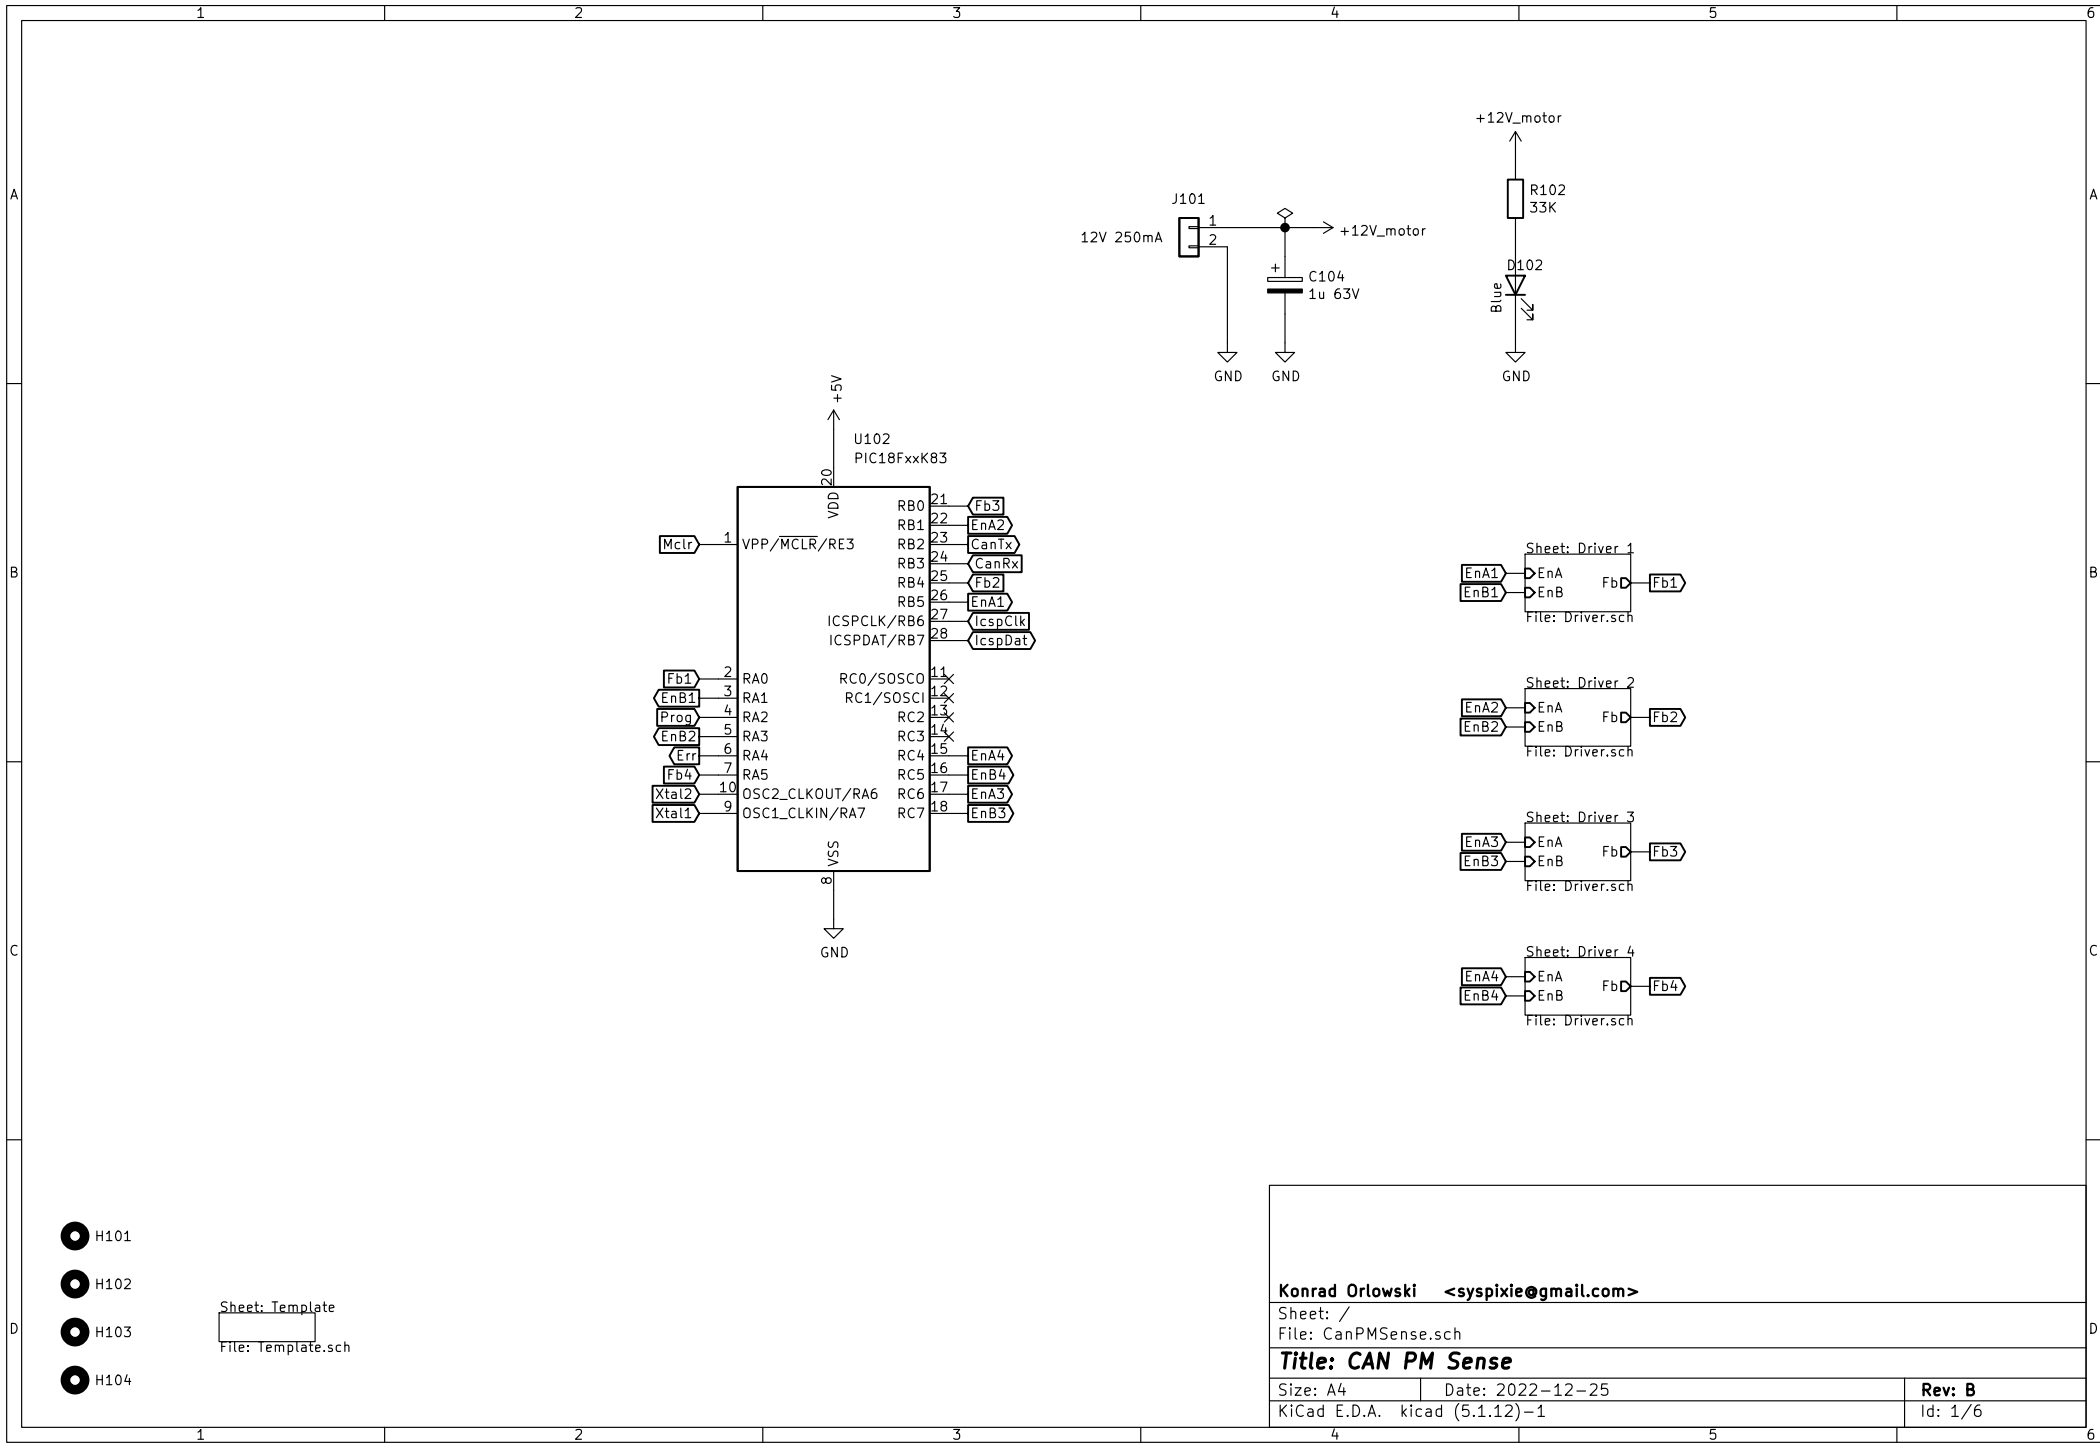 1 2 3 4 5 6
A A
B B
C C
D D
+12V_motor
R102
33K
D102
Blue
GND
J101
12V 250mA
1
2
+12V_motor
+
C104
1u 63V
GND GND
+5V
U102
PIC18FxxK83
20
VDD
Mclr 1 VPP/MCLR/RE3
Fb1 2 RA0
EnB1 3 RA1
Prog 4 RA2
EnB2 5 RA3
Err 6 RA4
Fb4 7 RA5
Xtal2 10 OSC2_CLKOUT/RA6
Xtal1 9 OSC1_CLKIN/RA7
RB0 21 Fb3
RB1 22 EnA2
RB2 23 CanTx
RB3 24 CanRx
RB4 25 Fb2
RB5 26 EnA1
ICSPCLK/RB6 27 IcspClk
ICSPDAT/RB7 28 IcspDat
RC0/SOSCO 11
RC1/SOSCI 12
RC2 13
RC3 14
RC4 15 EnA4
RC5 16 EnB4
RC6 17 EnA3
RC7 18 EnB3
VSS
8
GND
Sheet: Driver 1
EnA1 EnA
Fb Fb1
EnB1 EnB
File: Driver.sch
Sheet: Driver 2
EnA2 EnA
Fb Fb2
EnB2 EnB
File: Driver.sch
Sheet: Driver 3
EnA3 EnA
Fb Fb3
EnB3 EnB
File: Driver.sch
Sheet: Driver 4
EnA4 EnA
Fb Fb4
EnB4 EnB
File: Driver.sch
H101
H102
H103
H104
Sheet: Template
File: Template.sch
Konrad Orlowski <syspixie@gmail.com>
Sheet: /
File: CanPMSense.sch
Title: CAN PM Sense
Size: A4 Date: 2022-12-25 Rev: B
KiCad E.D.A. kicad (5.1.12)-1 Id: 1/6
1 2 3 4 5 6